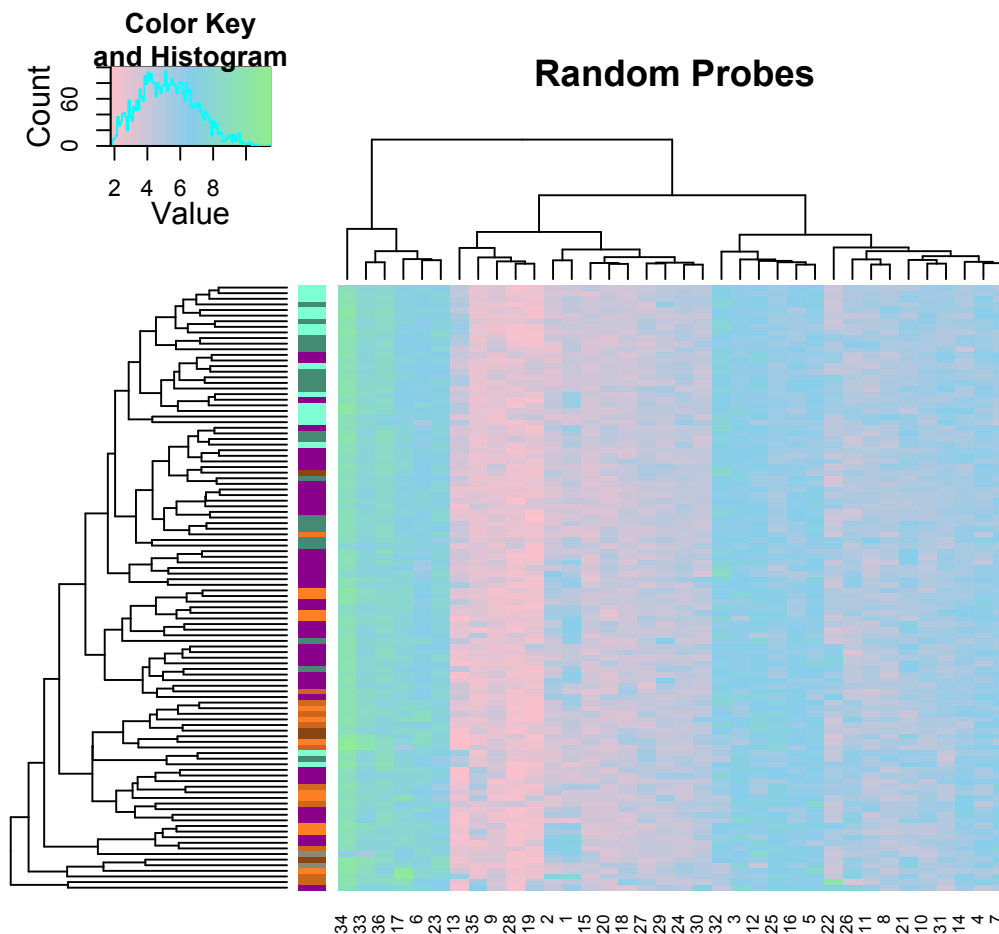 Color Key
and Histogram
Count
0 60
2 4 6 8
Value
Random Probes
34 33 36 17 6 23 13 35 9 28 19 2 1 15 20 18 27 29 24 30 32 3 12 25 16 5 22 26 11 8 21 10 31 14 4 7